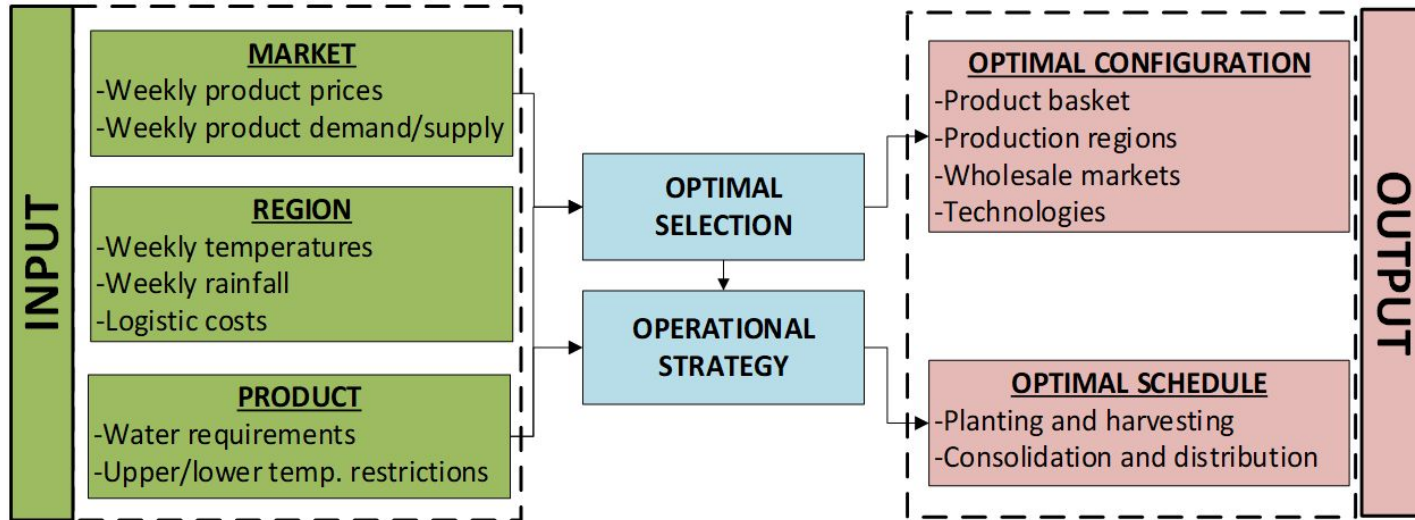 INPUT
MARKET
-Weekly product prices
-Weekly product demand/supply
REGION
-Weekly temperatures
-Weekly rainfall
-Logistic costs
PRODUCT
-Water requirements
-Upper/lower temp. restrictions
OPTIMAL
SELECTION
OPERATIONAL
STRATEGY
OPTIMAL CONFIGURATION
-Product basket
-Production regions
-Wholesale markets
-Technologies
OPTIMAL SCHEDULE
-Planting and harvesting
-Consolidation and distribution
OUTPUT